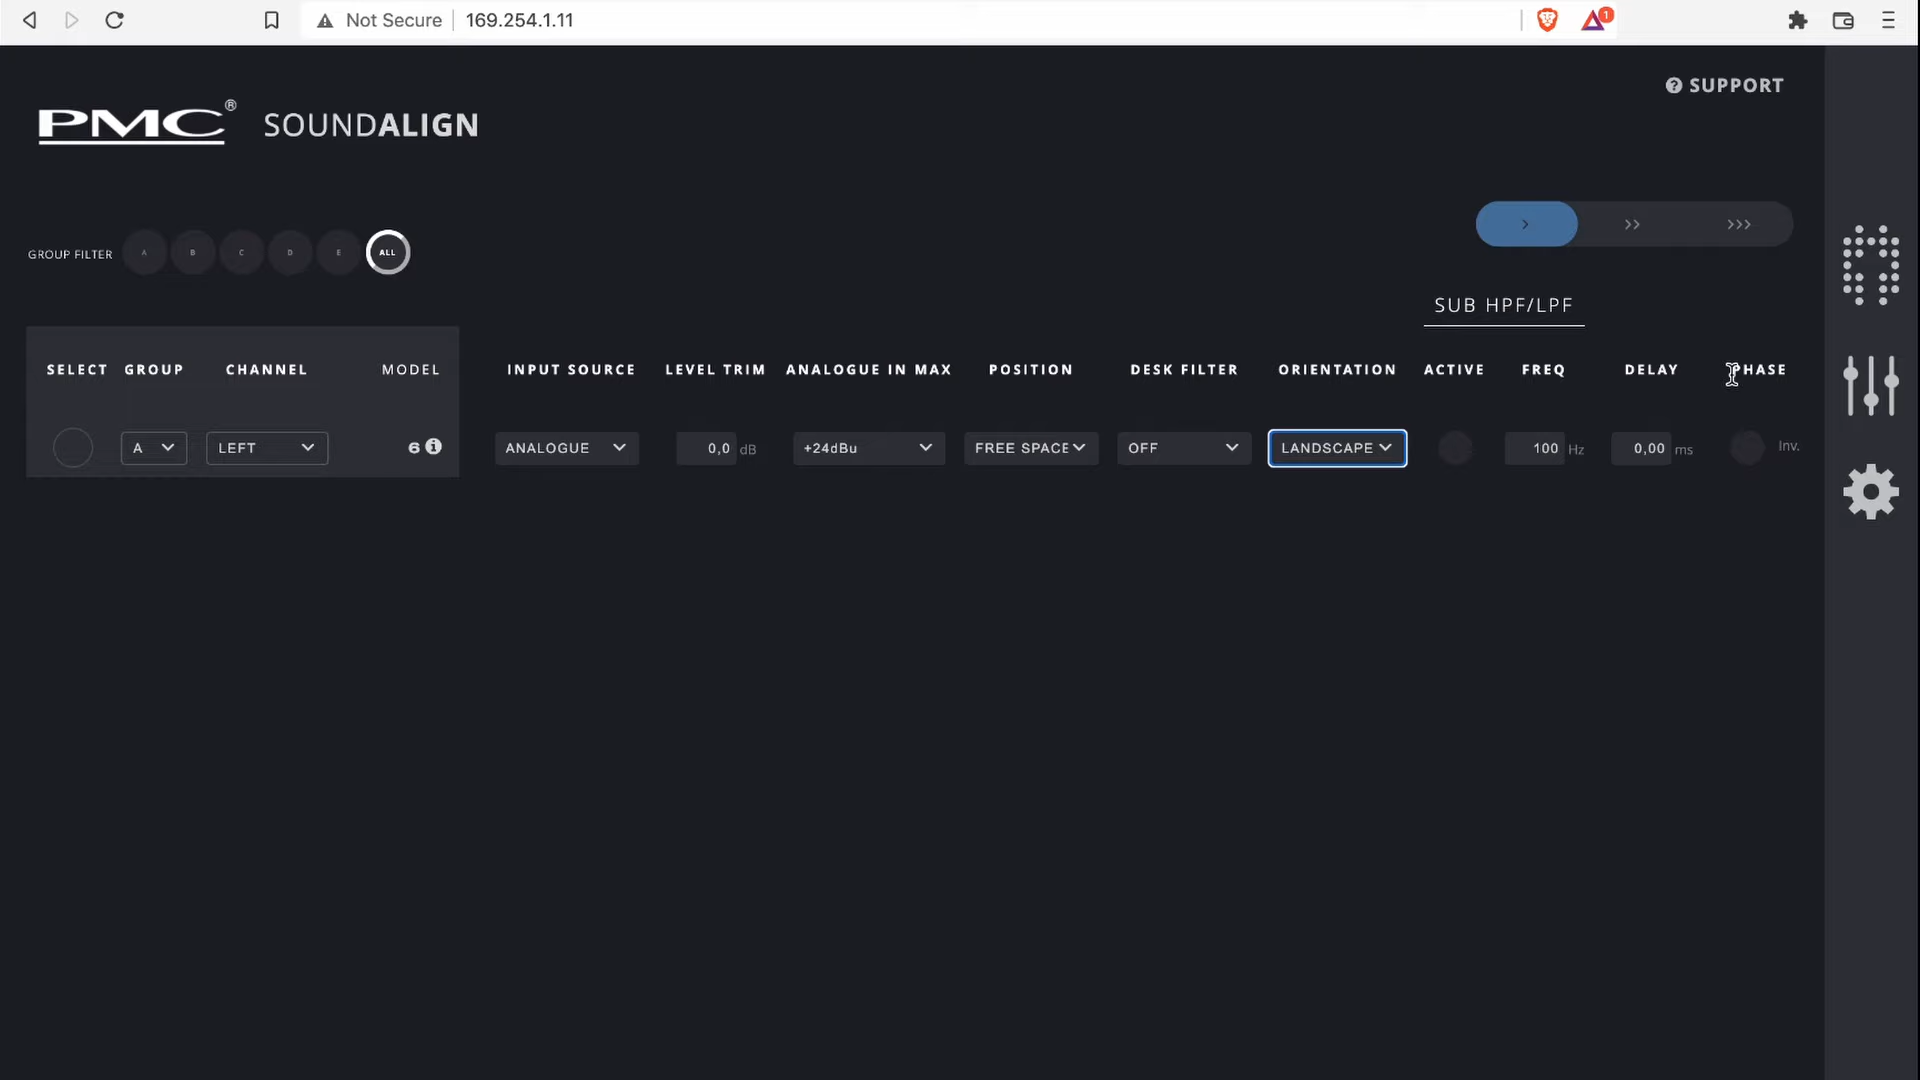 Not Secure 169.254.1.11 1
SUPPORT
PMC® SOUNDALIGN
> >> >>>
GROUP FILTER A B C D E ALL
SUB HPF/LPF
SELECT GROUP CHANNEL MODEL INPUT SOURCE LEVEL TRIM ANALOGUE IN MAX POSITION DESK FILTER ORIENTATION ACTIVE FREQ DELAY PHASE
A LEFT 6 ANALOGUE 0,0 dB +24dBu FREE SPACE OFF LANDSCAPE 100 Hz 0,00 ms Inv.